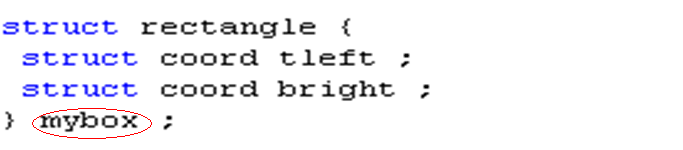 struct rectangle {
struct coord tleft ;
struct coord bright ;
} mybox ;